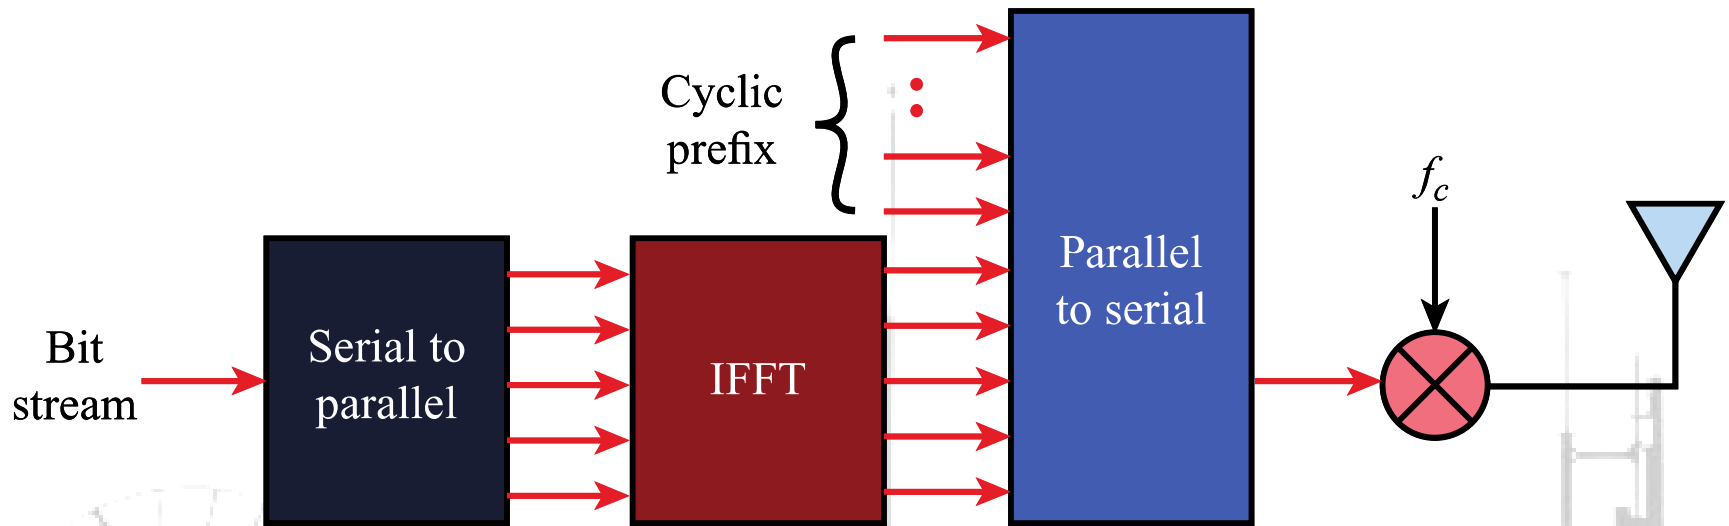 Bit
stream
Serial to
parallel
IFFT
Cyclic
prefix
Parallel
to serial
fc